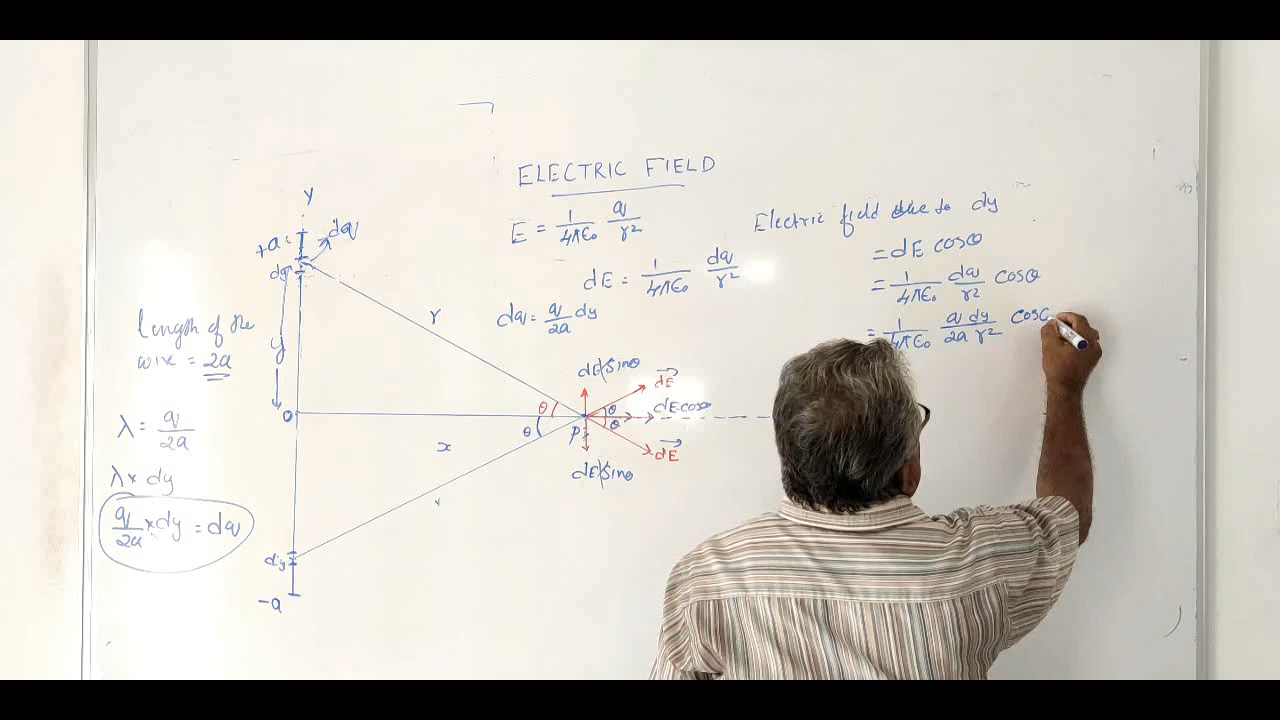 ELECTRIC FIELD
E = 1/4πϵ₀ q/r²
dE = 1/4πϵ₀ dq/r²
dq = q/2a dy
Y
+a
dq
dy
y
r
O
x
θ
θ
P
dE sinθ
dE
θ
dE cosθ
θ
dE
dE sinθ
dy
-a
Length of the
wire = 2a
λ = q/2a
λ × dy
q/2a × dy = dq
Electric field due to dy
= dE cosθ
= 1/4πϵ₀ dq/r² cosθ
= 1/4πϵ₀ q dy/2a r² cos